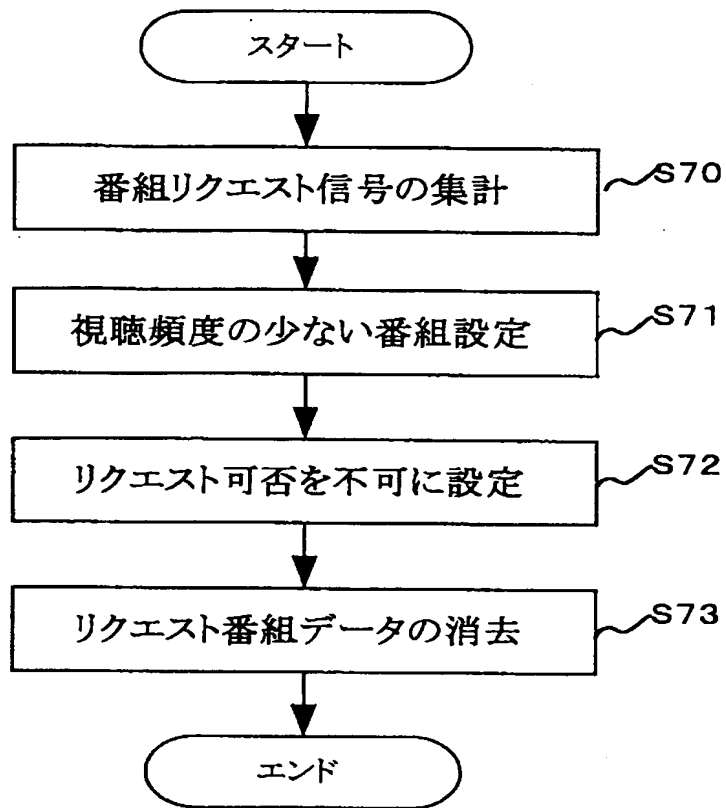 スタート
番組リクエスト信号の集計
S70
視聴頻度の少ない番組設定
S71
リクエスト可否を不可に設定
S72
リクエスト番組データの消去
S73
エンド